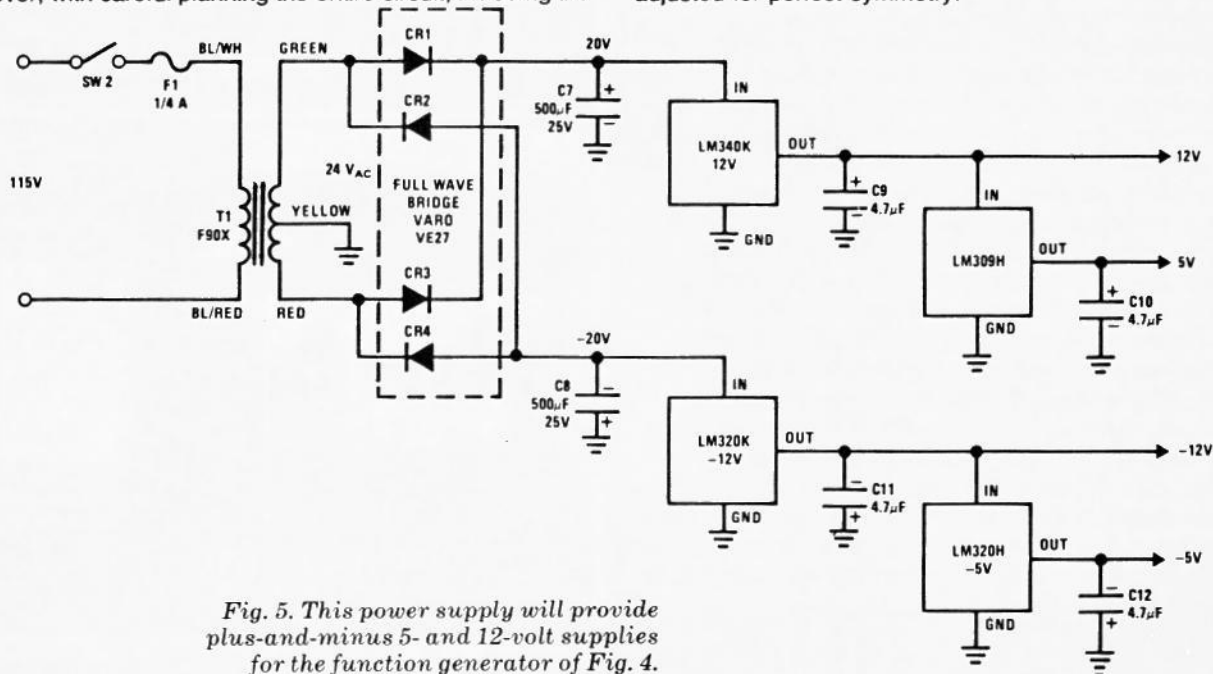 adjusted for perfect symmetry.
SW 2
F1
1/4 A
BL/WH
GREEN
115V
T1
F90X
YELLOW
BL/RED
RED
24 VAC
CR1
CR2
FULL WAVE
BRIDGE
VARO
VE27
CR3
CR4
20V
C7
500µF
25V
+
−
-20V
C8
500µF
25V
−
+
IN
LM340K
12V
OUT
GND
+
−
C9
4.7µF
12V
IN
LM309H
OUT
GND
5V
+
−
C10
4.7µF
IN
LM320K
-12V
OUT
GND
−
+
C11
4.7µF
-12V
IN
LM320H
-5V
OUT
GND
-5V
−
+
C12
4.7µF
Fig. 5. This power supply will provide
plus-and-minus 5- and 12-volt supplies
for the function generator of Fig. 4.